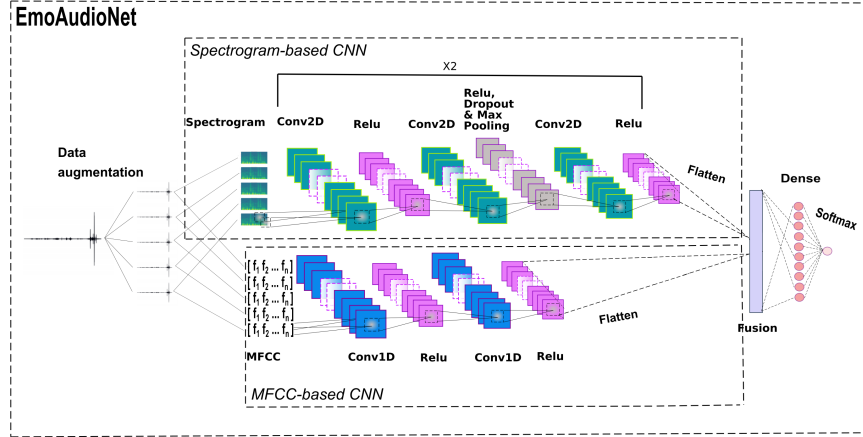 EmoAudioNet
Spectrogram-based CNN
X2
Spectrogram
Conv2D
Relu
Conv2D
Relu,
Dropout
& Max
Pooling
Conv2D
Relu
Data
augmentation
Flatten
Dense
Softmax
[ f₁ f₂ ... fₙ]
[ f₁ f₂ ... fₙ]
[ f₁ f₂ ... fₙ]
[ f₁ f₂ ... fₙ]
[ f₁ f₂ ... fₙ]
Flatten
Fusion
MFCC
Conv1D
Relu
Conv1D
Relu
MFCC-based CNN